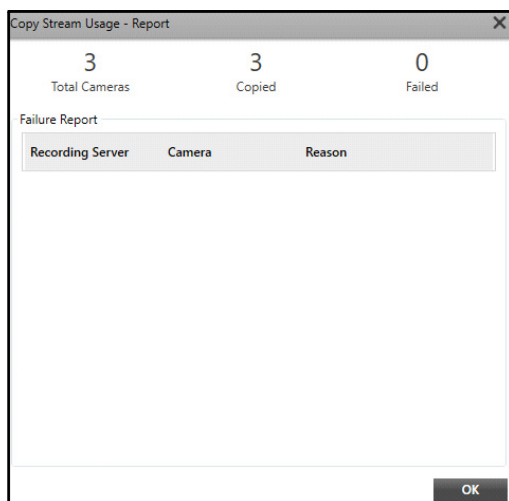 Copy Stream Usage - Report
3 3 0
Total Cameras Copied Failed
Failure Report
Recording Server Camera Reason
OK